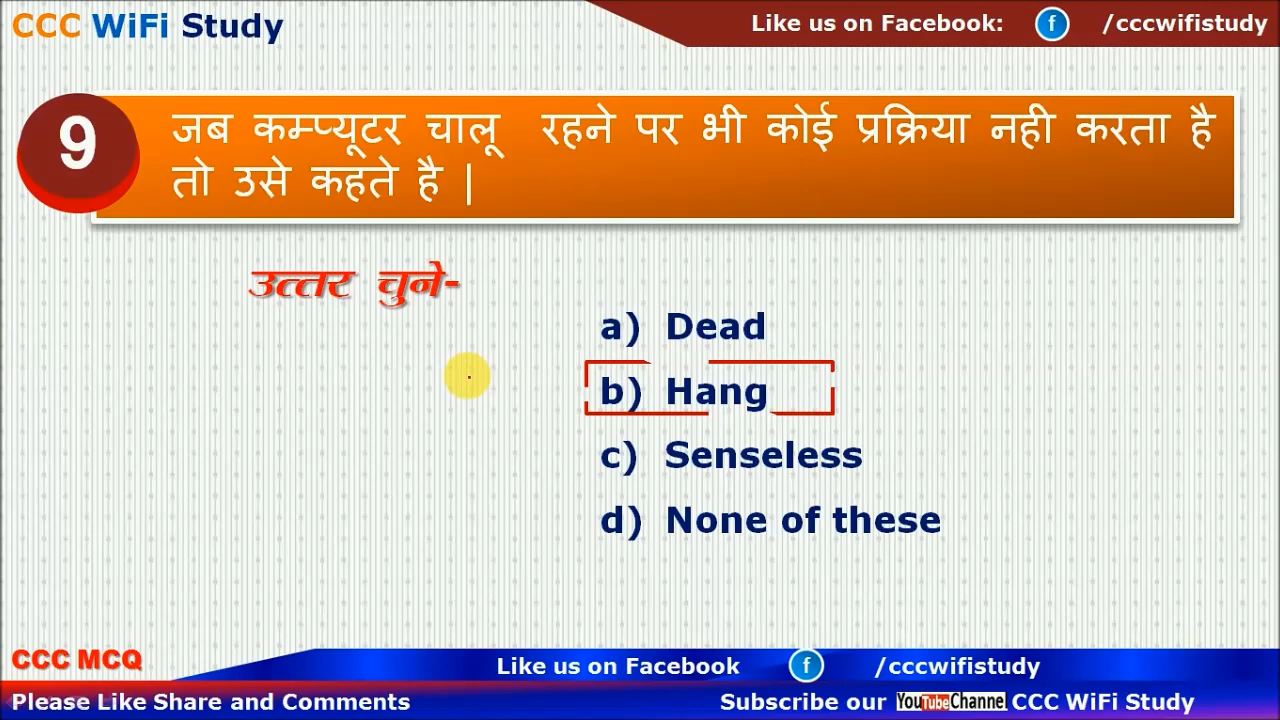 CCC WiFi Study
Like us on Facebook: f /cccwifistudy
9
जब कम्प्यूटर चालू रहने पर भी कोई प्रक्रिया नही करता है
तो उसे कहते है |
उत्तर चुने-
a) Dead
b) Hang
c) Senseless
d) None of these
CCC MCQ
Like us on Facebook f /cccwifistudy
Please Like Share and Comments
Subscribe our YouTubeChannel CCC WiFi Study